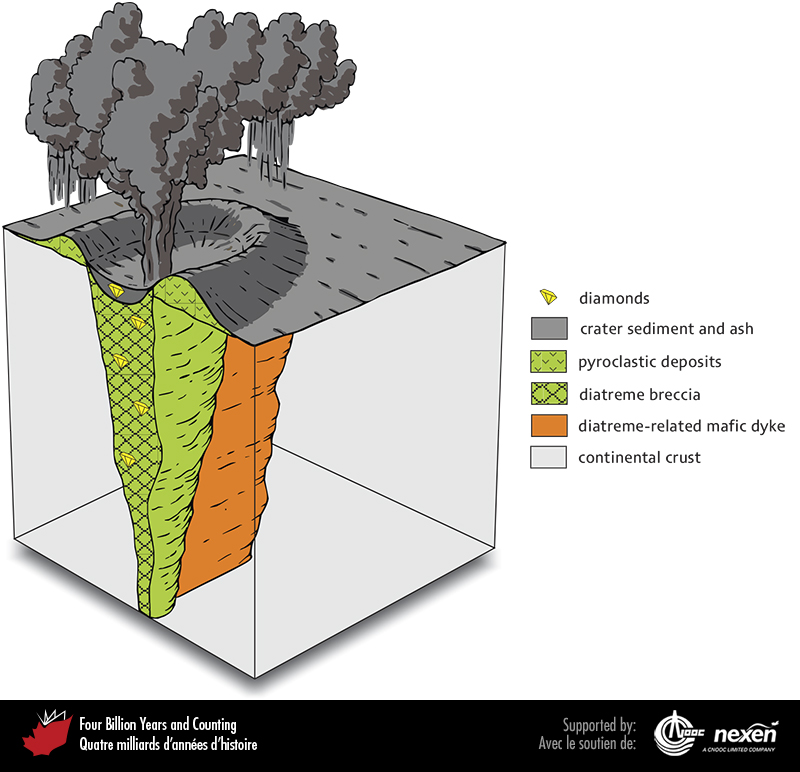 diamonds
crater sediment and ash
pyroclastic deposits
diatreme breccia
diatreme-related mafic dyke
continental crust
Four Billion Years and Counting
Quatre milliards d'années d'histoire
Supported by:
Avec le soutien de:
CNOOC nexen
A CNOOC LIMITED COMPANY